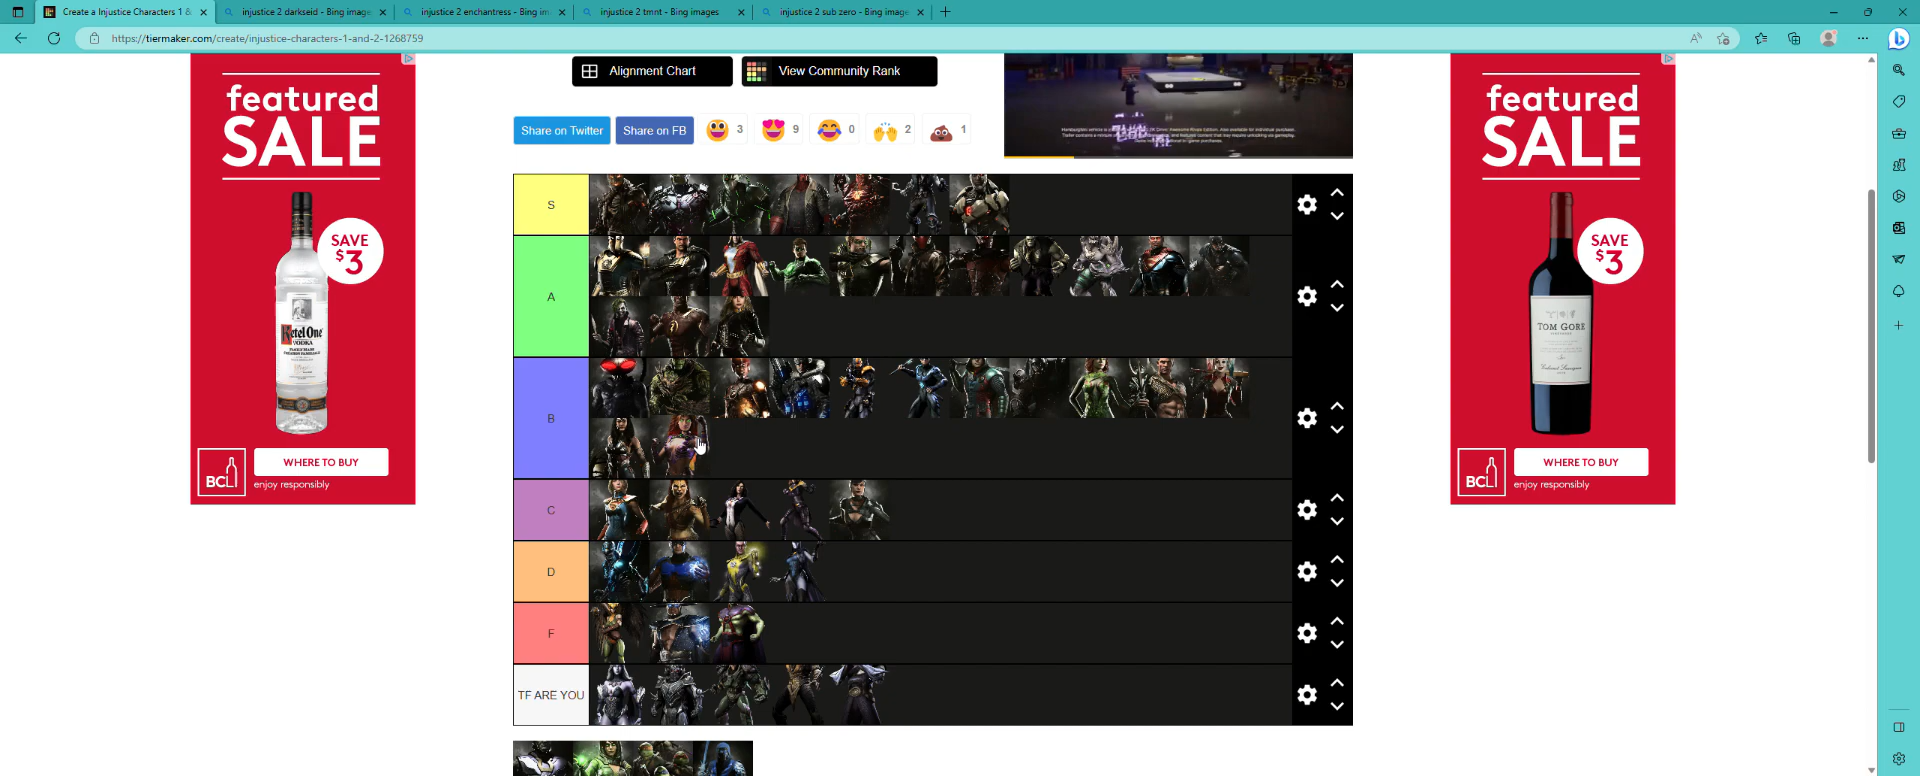 Create a Injustice Characters 1 &
injustice 2 darkseid - Bing image
injustice 2 enchantress - Bing im
injustice 2 tmnt - Bing images
injustice 2 sub zero - Bing image
https://tiermaker.com/create/injustice-characters-1-and-2-1268759
Alignment Chart
View Community Rank
Share on Twitter
Share on FB
3
9
0
2
1
featured
SALE
SAVE
$3
Ketel One
VODKA
WHERE TO BUY
BCL
enjoy responsibly
S
A
B
C
D
F
TF ARE YOU
featured
SALE
SAVE
$3
TOM GORE
WHERE TO BUY
BCL
enjoy responsibly